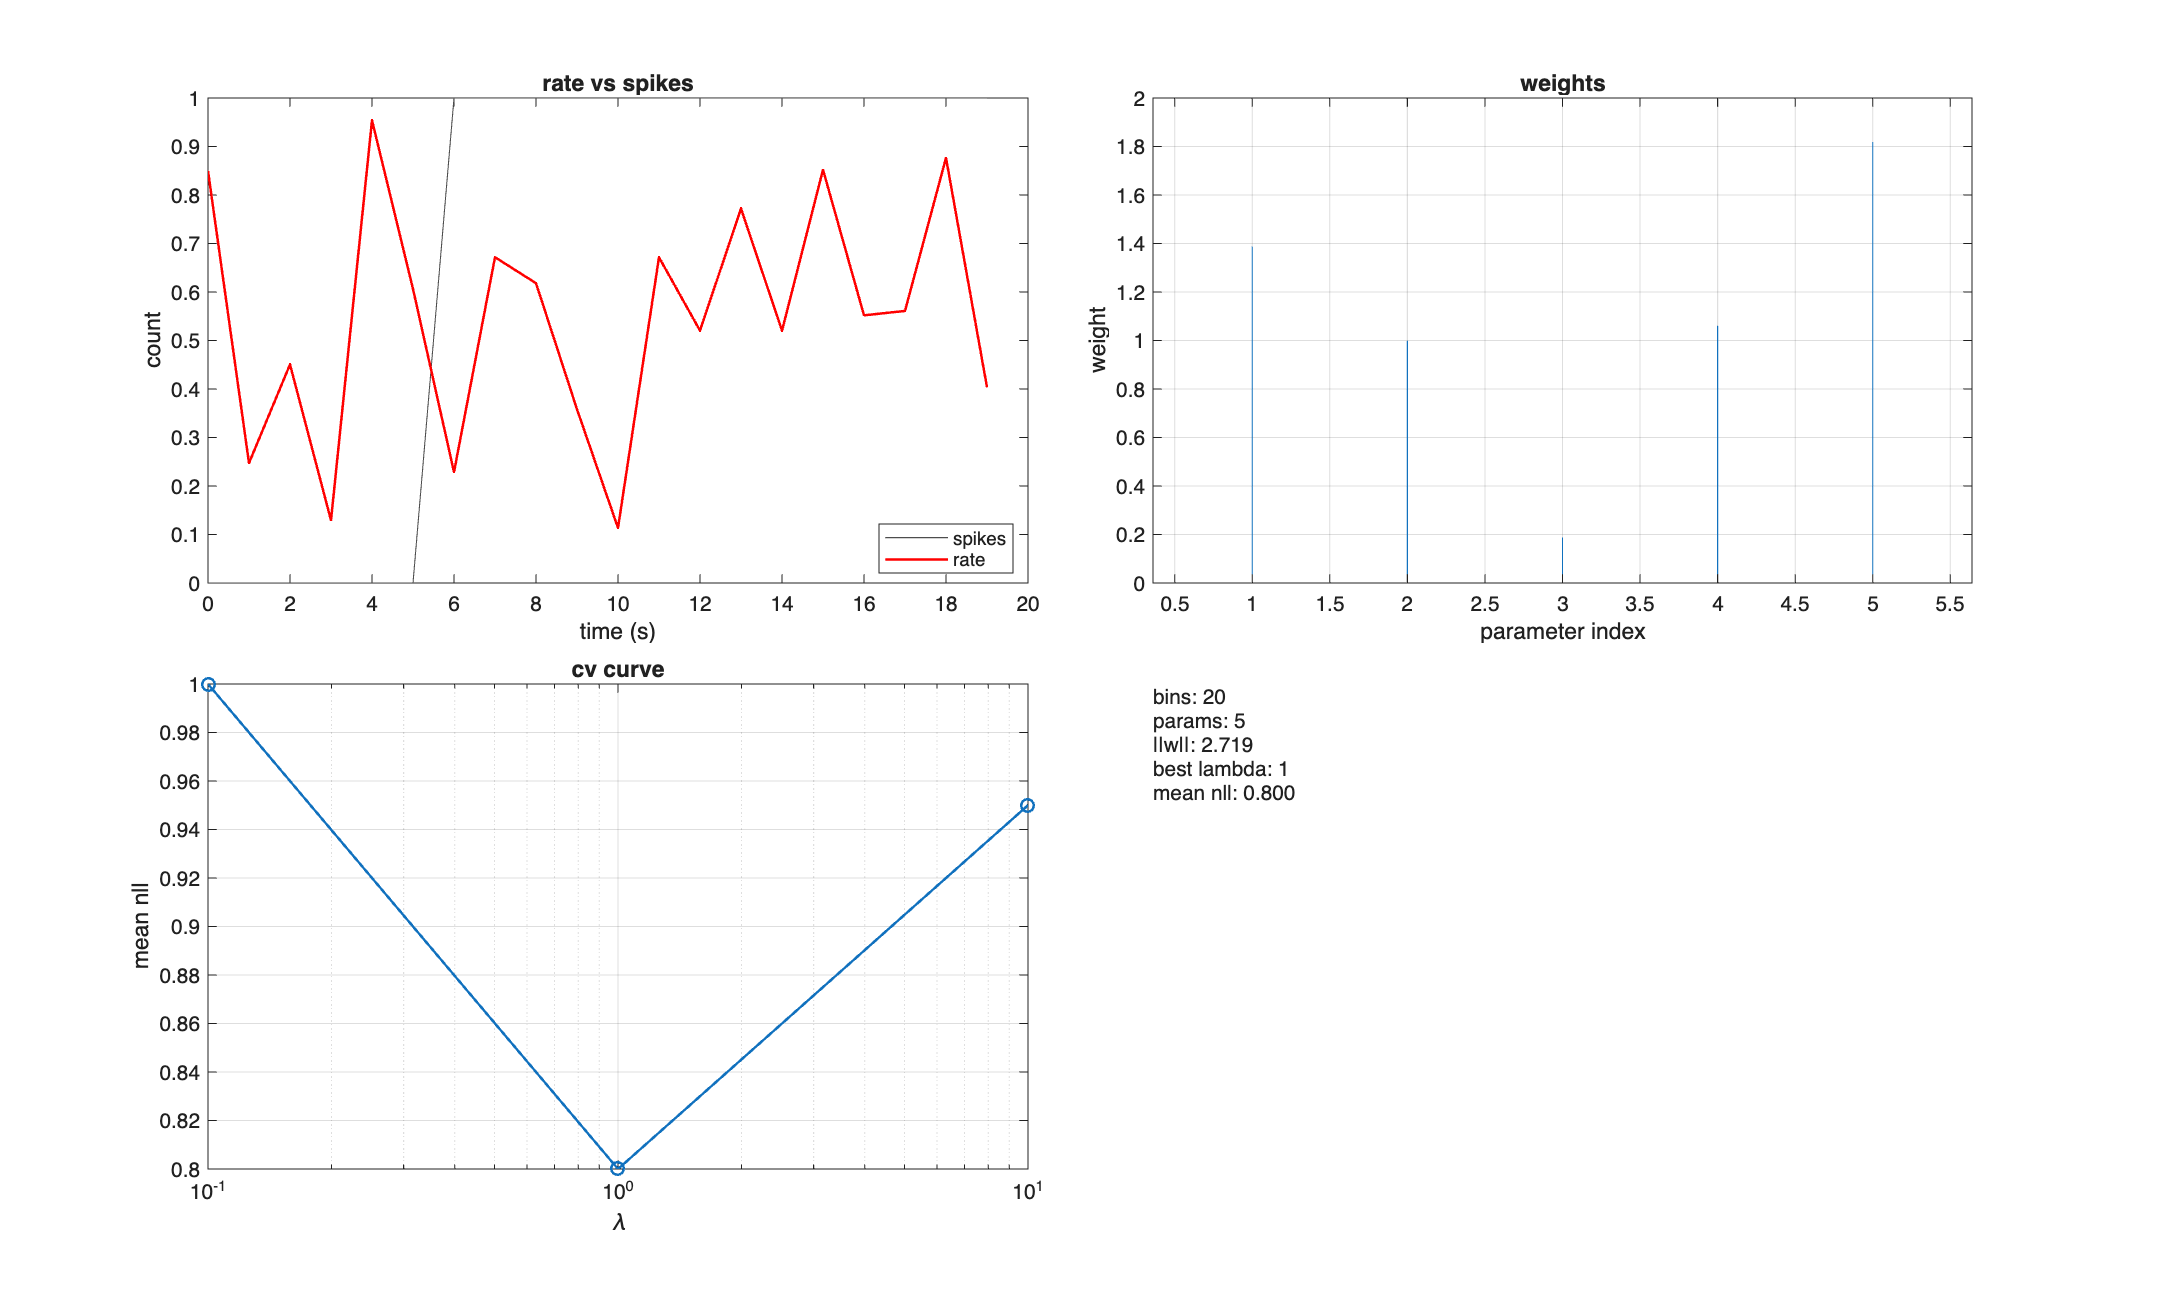 rate vs spikes
1
0.9
0.8
0.7
0.6
0.5
0.4
0.3
0.2
0.1
0
count
0 2 4 6 8 10 12 14 16 18 20
time (s)
spikes
rate
weights
2
1.8
1.6
1.4
1.2
1
0.8
0.6
0.4
0.2
0
weight
0.5 1 1.5 2 2.5 3 3.5 4 4.5 5 5.5
parameter index
cv curve
1
0.98
0.96
0.94
0.92
0.9
0.88
0.86
0.84
0.82
0.8
mean nll
10⁻¹ 10⁰ 10¹
λ
bins: 20
params: 5
||w||: 2.719
best lambda: 1
mean nll: 0.800